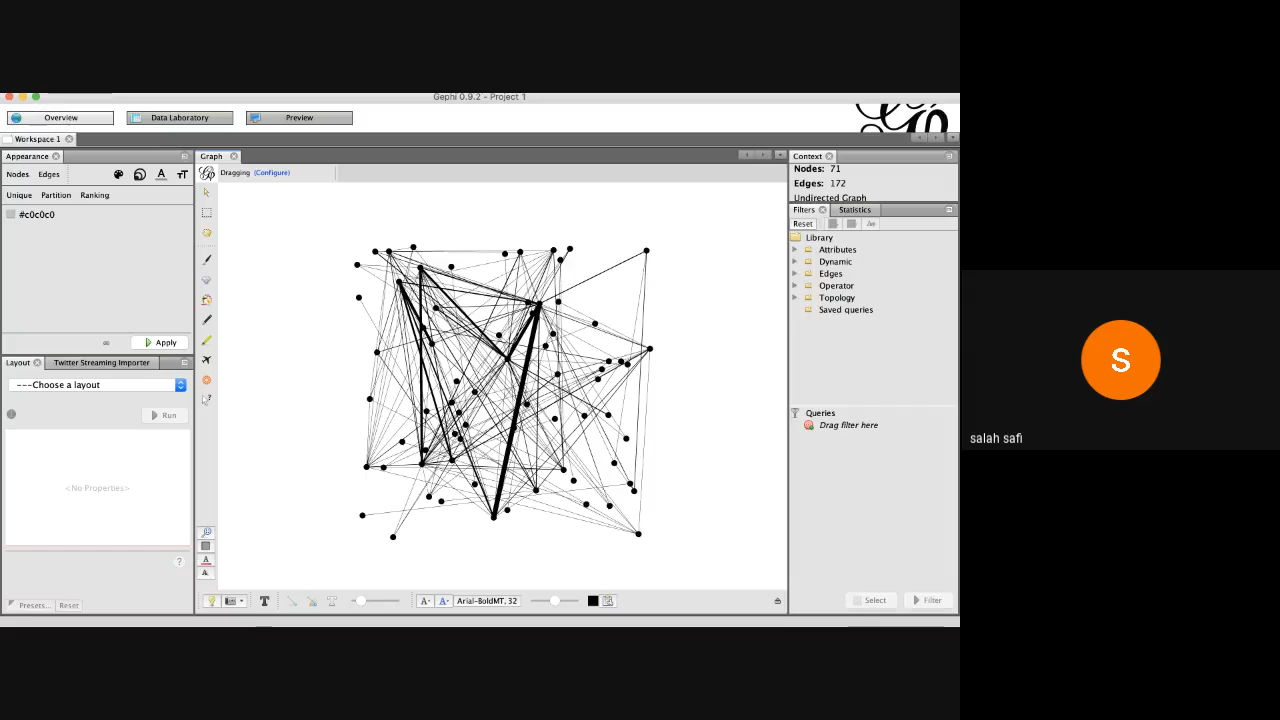 Gephi 0.9.2 - Project 1
Overview
Data Laboratory
Preview
Workspace 1
Appearance
Nodes Edges
Unique Partition Ranking
#c0c0c0
Apply
Layout
Twitter Streaming Importer
---Choose a layout
Run
<No Properties>
?
Presets...
Reset
Graph
Dragging (Configure)
Arial-BoldMT, 32
Context
Nodes: 71
Edges: 172
Undirected Graph
Filters
Statistics
Reset
Library
Attributes
Dynamic
Edges
Operator
Topology
Saved queries
Queries
Drag filter here
Select
Filter
S
salah safi